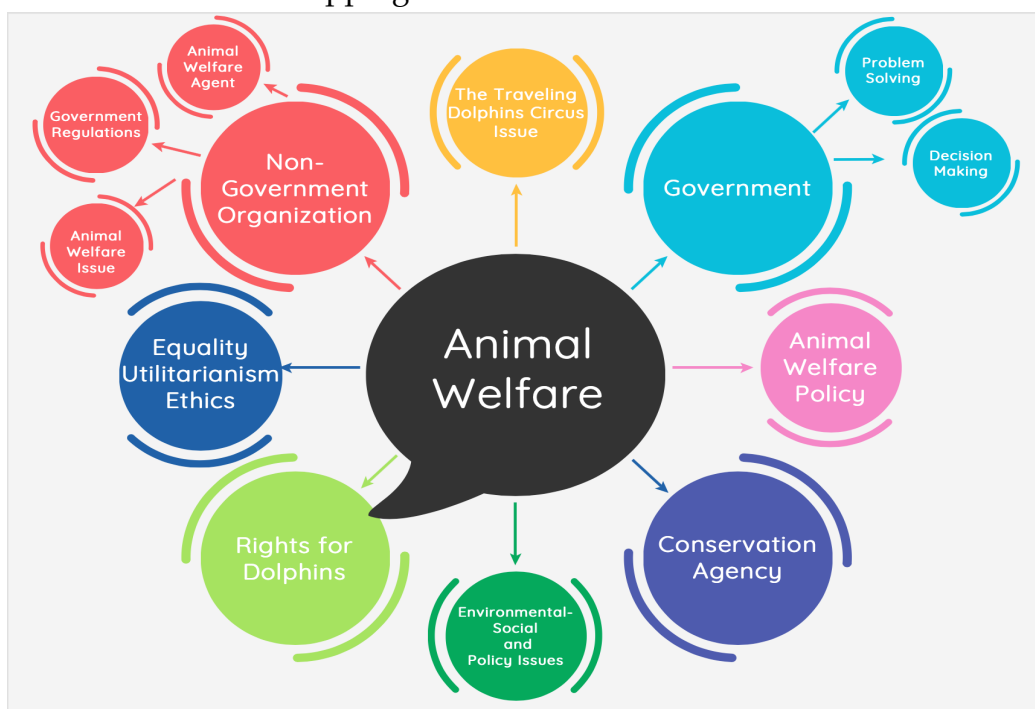 pping
Animal
Welfare
Agent
Government
Regulations
Animal
Welfare
Issue
Non-
Government
Organization
The Traveling
Dolphins Circus
Issue
Government
Problem
Solving
Decision
Making
Animal
Welfare
Equality
Utilitarianism
Ethics
Animal
Welfare
Policy
Rights for
Dolphins
Environmental-
Social
and
Policy Issues
Conservation
Agency